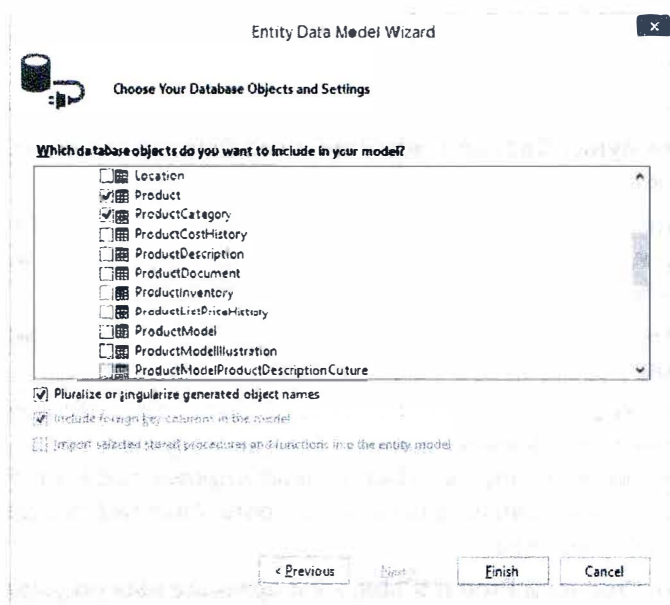 Entity Data Model Wizard
Choose Your Database Objects and Settings
Which database objects do you want to include in your model?
Location
Product
ProductCategory
ProductCostHistory
ProductDescription
ProductDocument
ProductInventory
ProductListPriceHistory
ProductModel
ProductModelIllustration
ProductModelProductDescriptionCuture
Pluralize or singularize generated object names
Include foreign key columns in the model
Import selected stored procedures and functions into the entity model
< Previous
Next >
Finish
Cancel